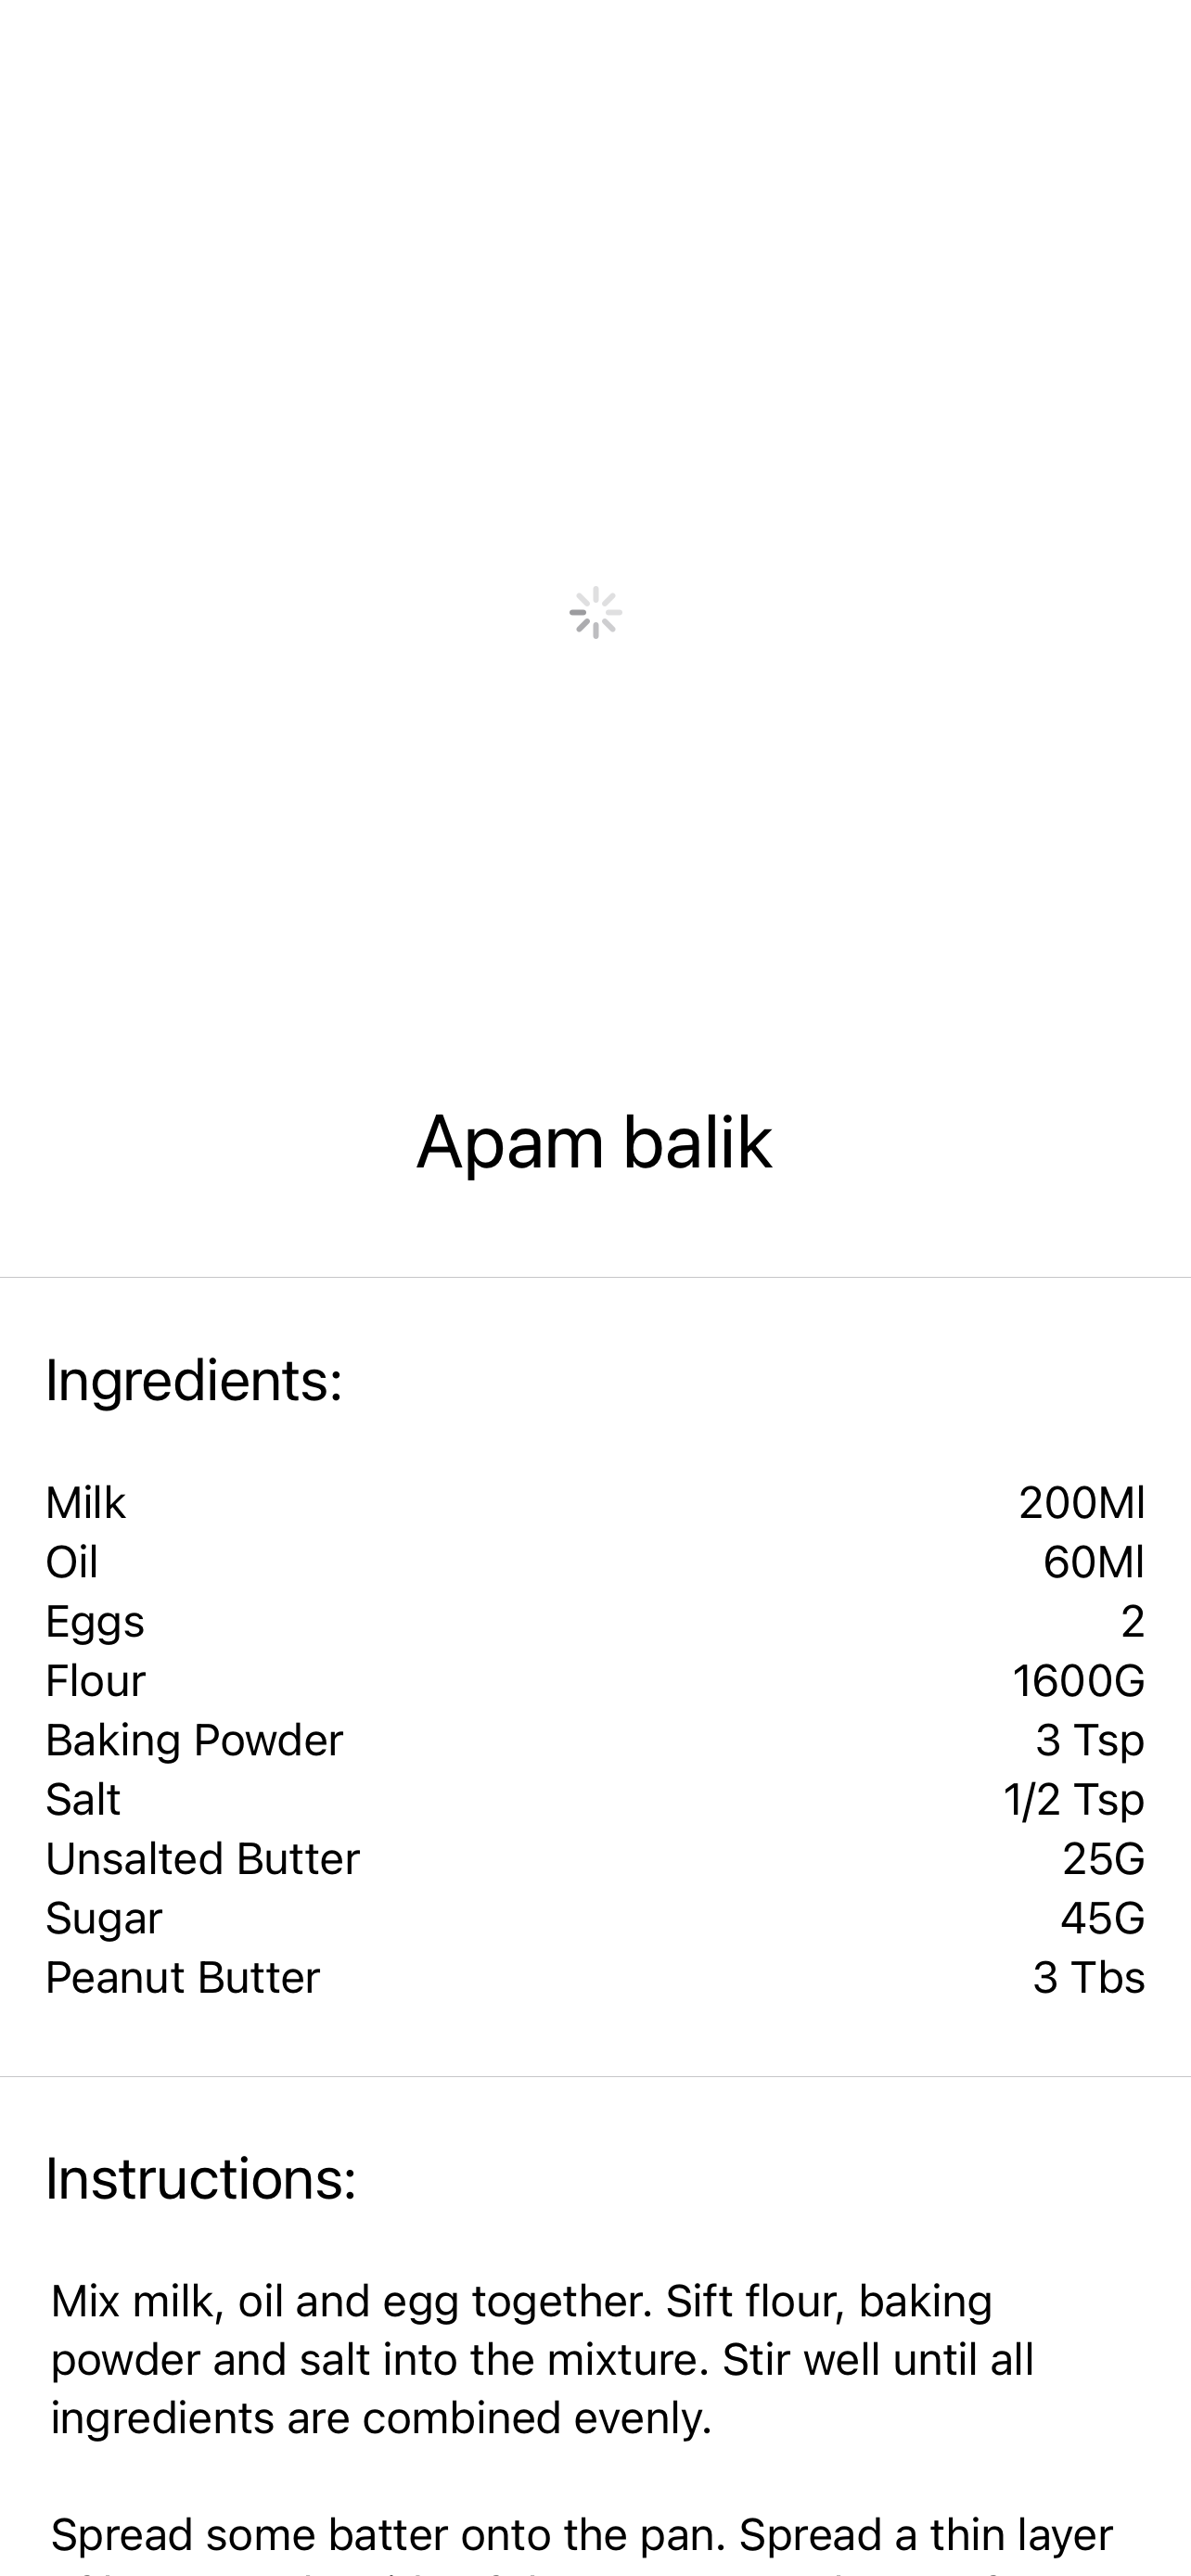 Apam balik
Ingredients:
Milk 200Ml
Oil 60Ml
Eggs 2
Flour 1600G
Baking Powder 3 Tsp
Salt 1/2 Tsp
Unsalted Butter 25G
Sugar 45G
Peanut Butter 3 Tbs
Instructions:
Mix milk, oil and egg together. Sift flour, baking
powder and salt into the mixture. Stir well until all
ingredients are combined evenly.
Spread some batter onto the pan. Spread a thin layer